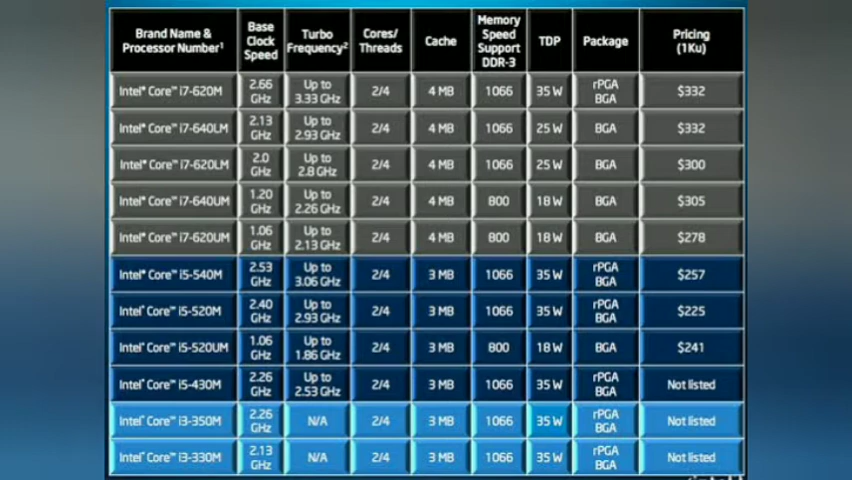 Brand Name & Processor Number¹ Base Clock Speed Turbo Frequency² Cores/ Threads Cache Memory Speed Support DDR-3 TDP Package Pricing (1Ku)
Intel® Core™ i7-620M 2.66 GHz Up to 3.33 GHz 2/4 4 MB 1066 35 W rPGA BGA $332
Intel® Core™ i7-640LM 2.13 GHz Up to 2.93 GHz 2/4 4 MB 1066 25 W BGA $332
Intel® Core™ i7-620LM 2.0 GHz Up to 2.8 GHz 2/4 4 MB 1066 25 W BGA $300
Intel® Core™ i7-640UM 1.20 GHz Up to 2.26 GHz 2/4 4 MB 800 18 W BGA $305
Intel® Core™ i7-620UM 1.06 GHz Up to 2.13 GHz 2/4 4 MB 800 18 W BGA $278
Intel® Core™ i5-540M 2.53 GHz Up to 3.06 GHz 2/4 3 MB 1066 35 W rPGA BGA $257
Intel® Core™ i5-520M 2.40 GHz Up to 2.93 GHz 2/4 3 MB 1066 35 W rPGA BGA $225
Intel® Core™ i5-520UM 1.06 GHz Up to 1.86 GHz 2/4 3 MB 800 18 W BGA $241
Intel® Core™ i5-430M 2.26 GHz Up to 2.53 GHz 2/4 3 MB 1066 35 W rPGA BGA Not listed
Intel® Core™ i3-350M 2.26 GHz N/A 2/4 3 MB 1066 35 W rPGA BGA Not listed
Intel® Core™ i3-330M 2.13 GHz N/A 2/4 3 MB 1066 35 W rPGA BGA Not listed